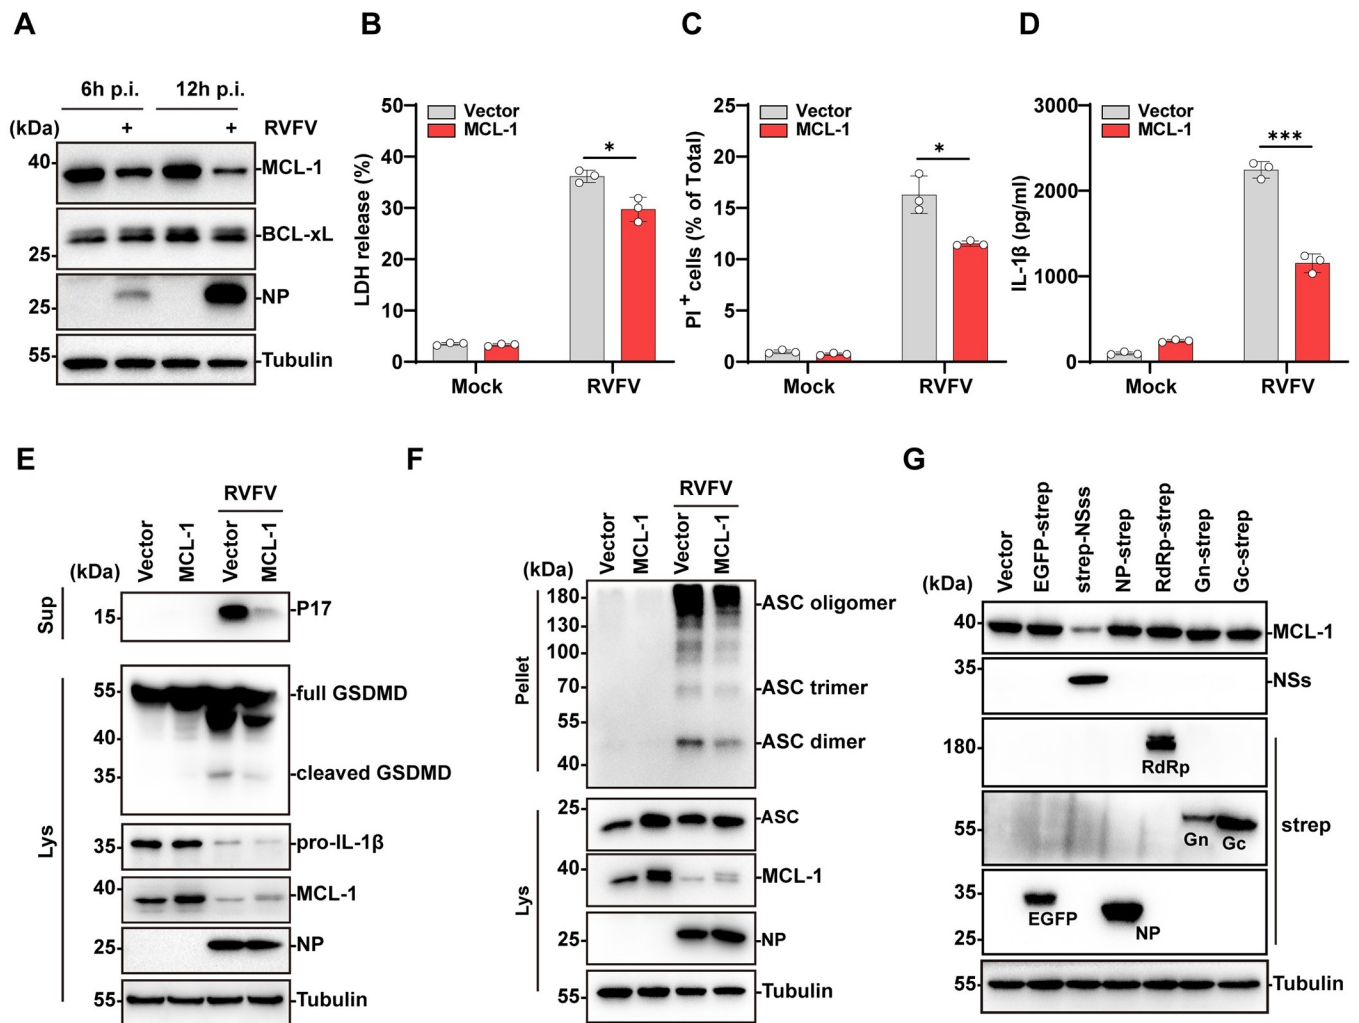 A
6h p.i. 12h p.i.
(kDa) + + RVFV
40 MCL-1
BCL-xL
25
25 NP
55 Tubulin
B
50
40
30
20
10
0
LDH release (%)
Vector
MCL-1
*
Mock RVFV
C
25
20
15
10
5
0
PI + cells (% of Total)
Vector
MCL-1
*
Mock RVFV
D
3000
2000
1000
0
IL-1β (pg/ml)
Vector
MCL-1
***
Mock RVFV
E
RVFV
Vector MCL-1 Vector MCL-1
(kDa)
Sup
15 P17
Lys
55 full GSDMD
40
35 cleaved GSDMD
35 pro-IL-1β
40 MCL-1
25 NP
55 Tubulin
F
RVFV
Vector MCL-1 Vector MCL-1
(kDa)
Pellet
180 ASC oligomer
130
100
70 ASC trimer
55
ASC dimer
40
Lys
25 ASC
40 MCL-1
25 NP
55 Tubulin
G
Vector EGFP-strep strep-NSss NP-strep RdRp-strep Gn-strep Gc-strep
(kDa)
40 MCL-1
35 NSs
180
RdRp
55
Gn Gc
strep
35
EGFP NP
25
55 Tubulin